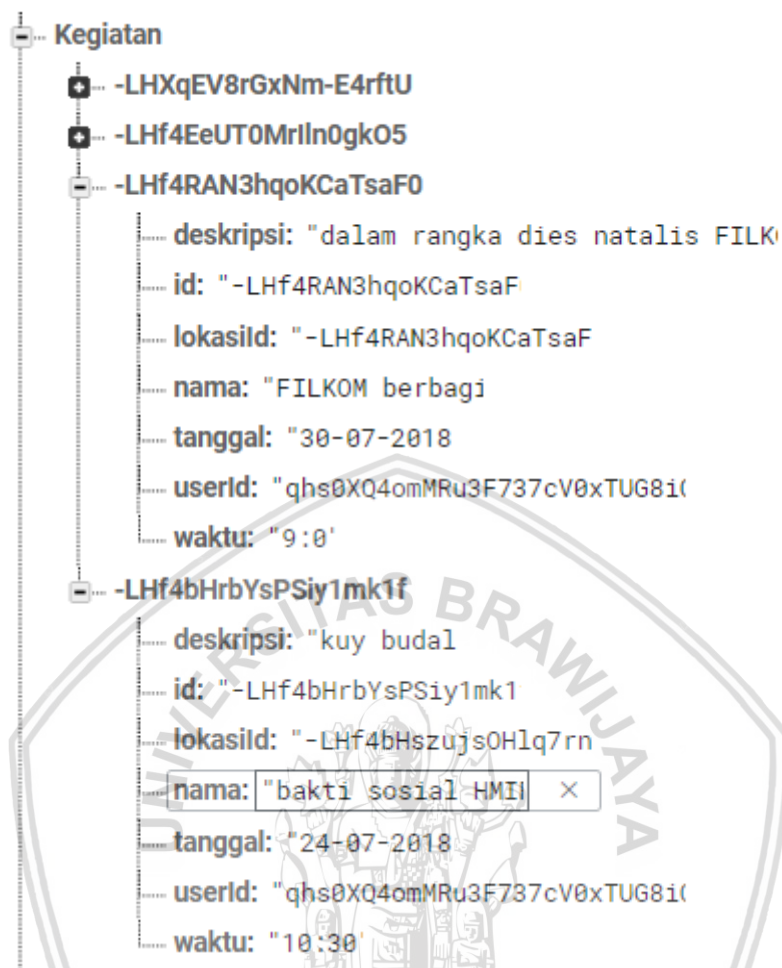 Kegiatan
-LHXqEV8rGxNm-E4rftU
-LHf4EeUT0MrIln0gkO5
-LHf4RAN3hqoKCaTsaF0
deskripsi: "dalam rangka dies natalis FILK
id: "-LHf4RAN3hqoKCaTsaF
lokasiId: "-LHf4RAN3hqoKCaTsaF
nama: "FILKOM berbagi
tanggal: "30-07-2018
userId: "qhs0XQ4omMRu3F737cV0xTUG8i
waktu: "9:0"
-LHf4bHrbYsPSiy1mk1f
deskripsi: "kuy budal
id: "-LHf4bHrbYsPSiy1mk1
lokasiId: "-LHf4bHszujsOHlq7rn
nama: "bakti sosial HMI
tanggal: "24-07-2018
userId: "qhs0XQ4omMRu3F737cV0xTUG8i
waktu: "10:30"
UNIVERSITAS BRAWIJAYA